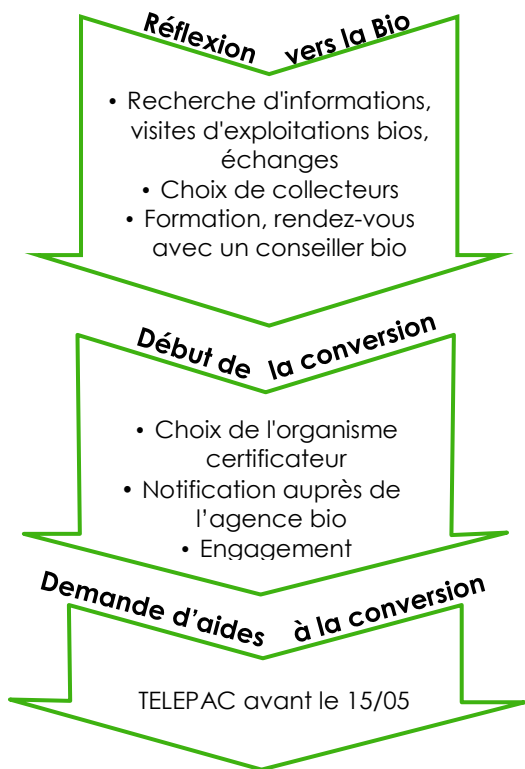 Réflexion vers la Bio
• Recherche d'informations,
visites d'exploitations bios,
échanges
• Choix de collecteurs
• Formation, rendez-vous
avec un conseiller bio
Début de la conversion
• Choix de l'organisme
certificateur
• Notification auprès de
l’agence bio
• Engagement
Demande d’aides à la conversion
TELEPAC avant le 15/05